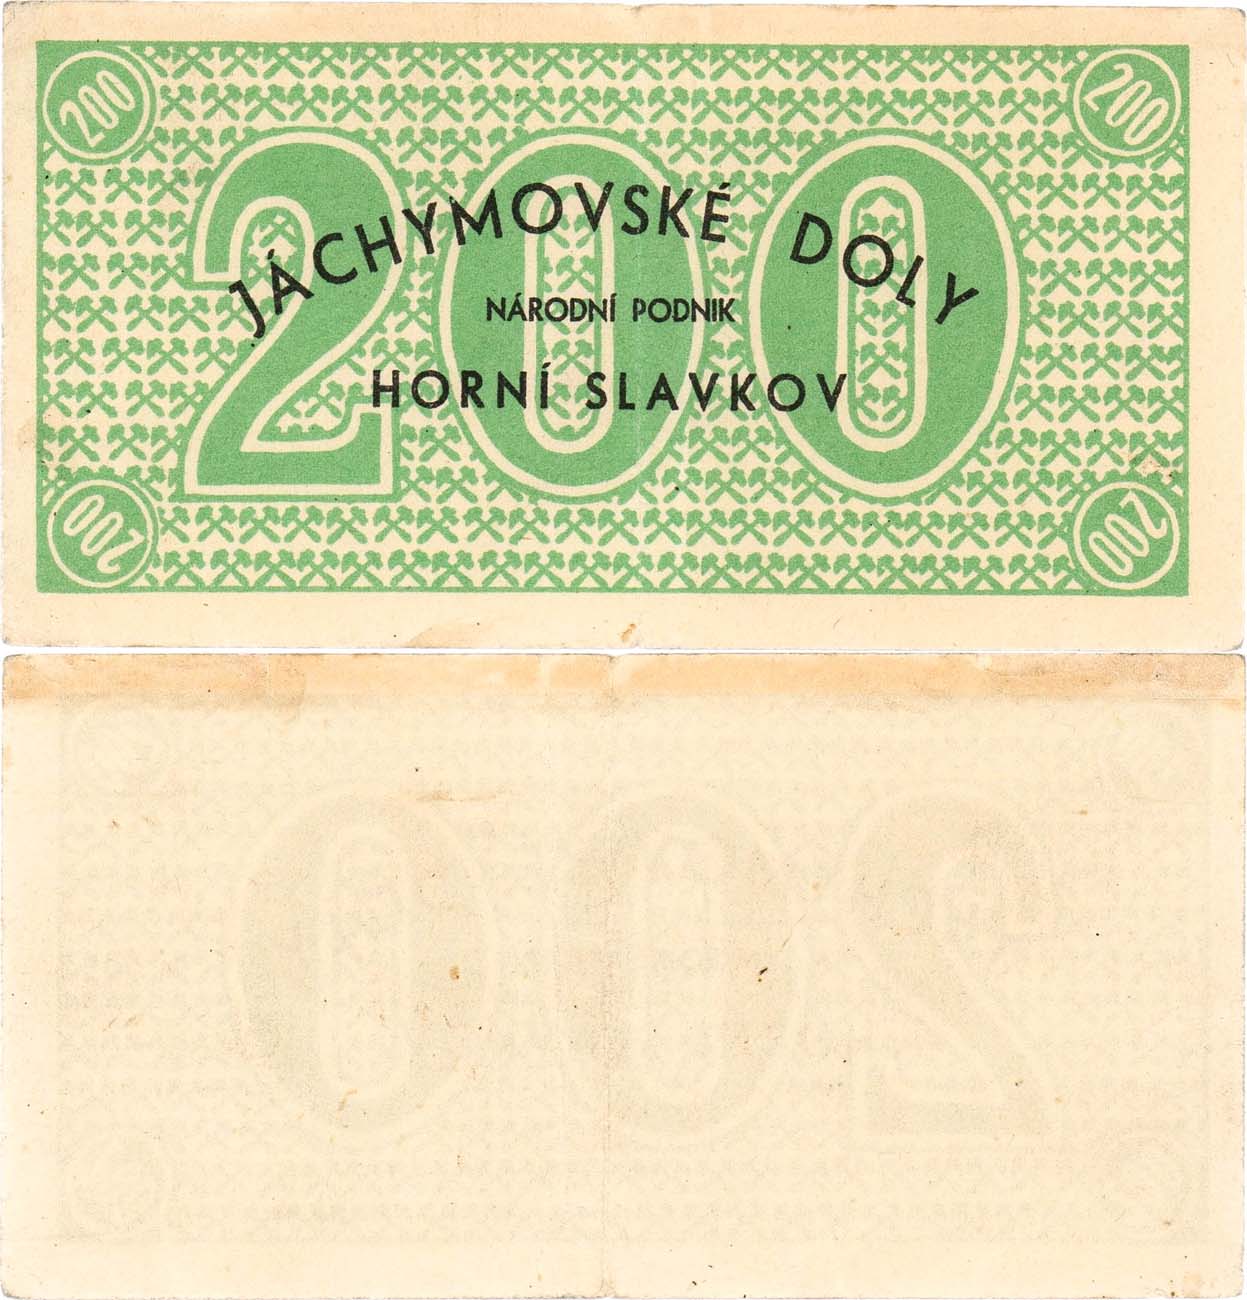 200 200
200
JÁCHYMOVSKÉ DOLY
NÁRODNÍ PODNIK
HORNÍ SLAVKOV
200 200